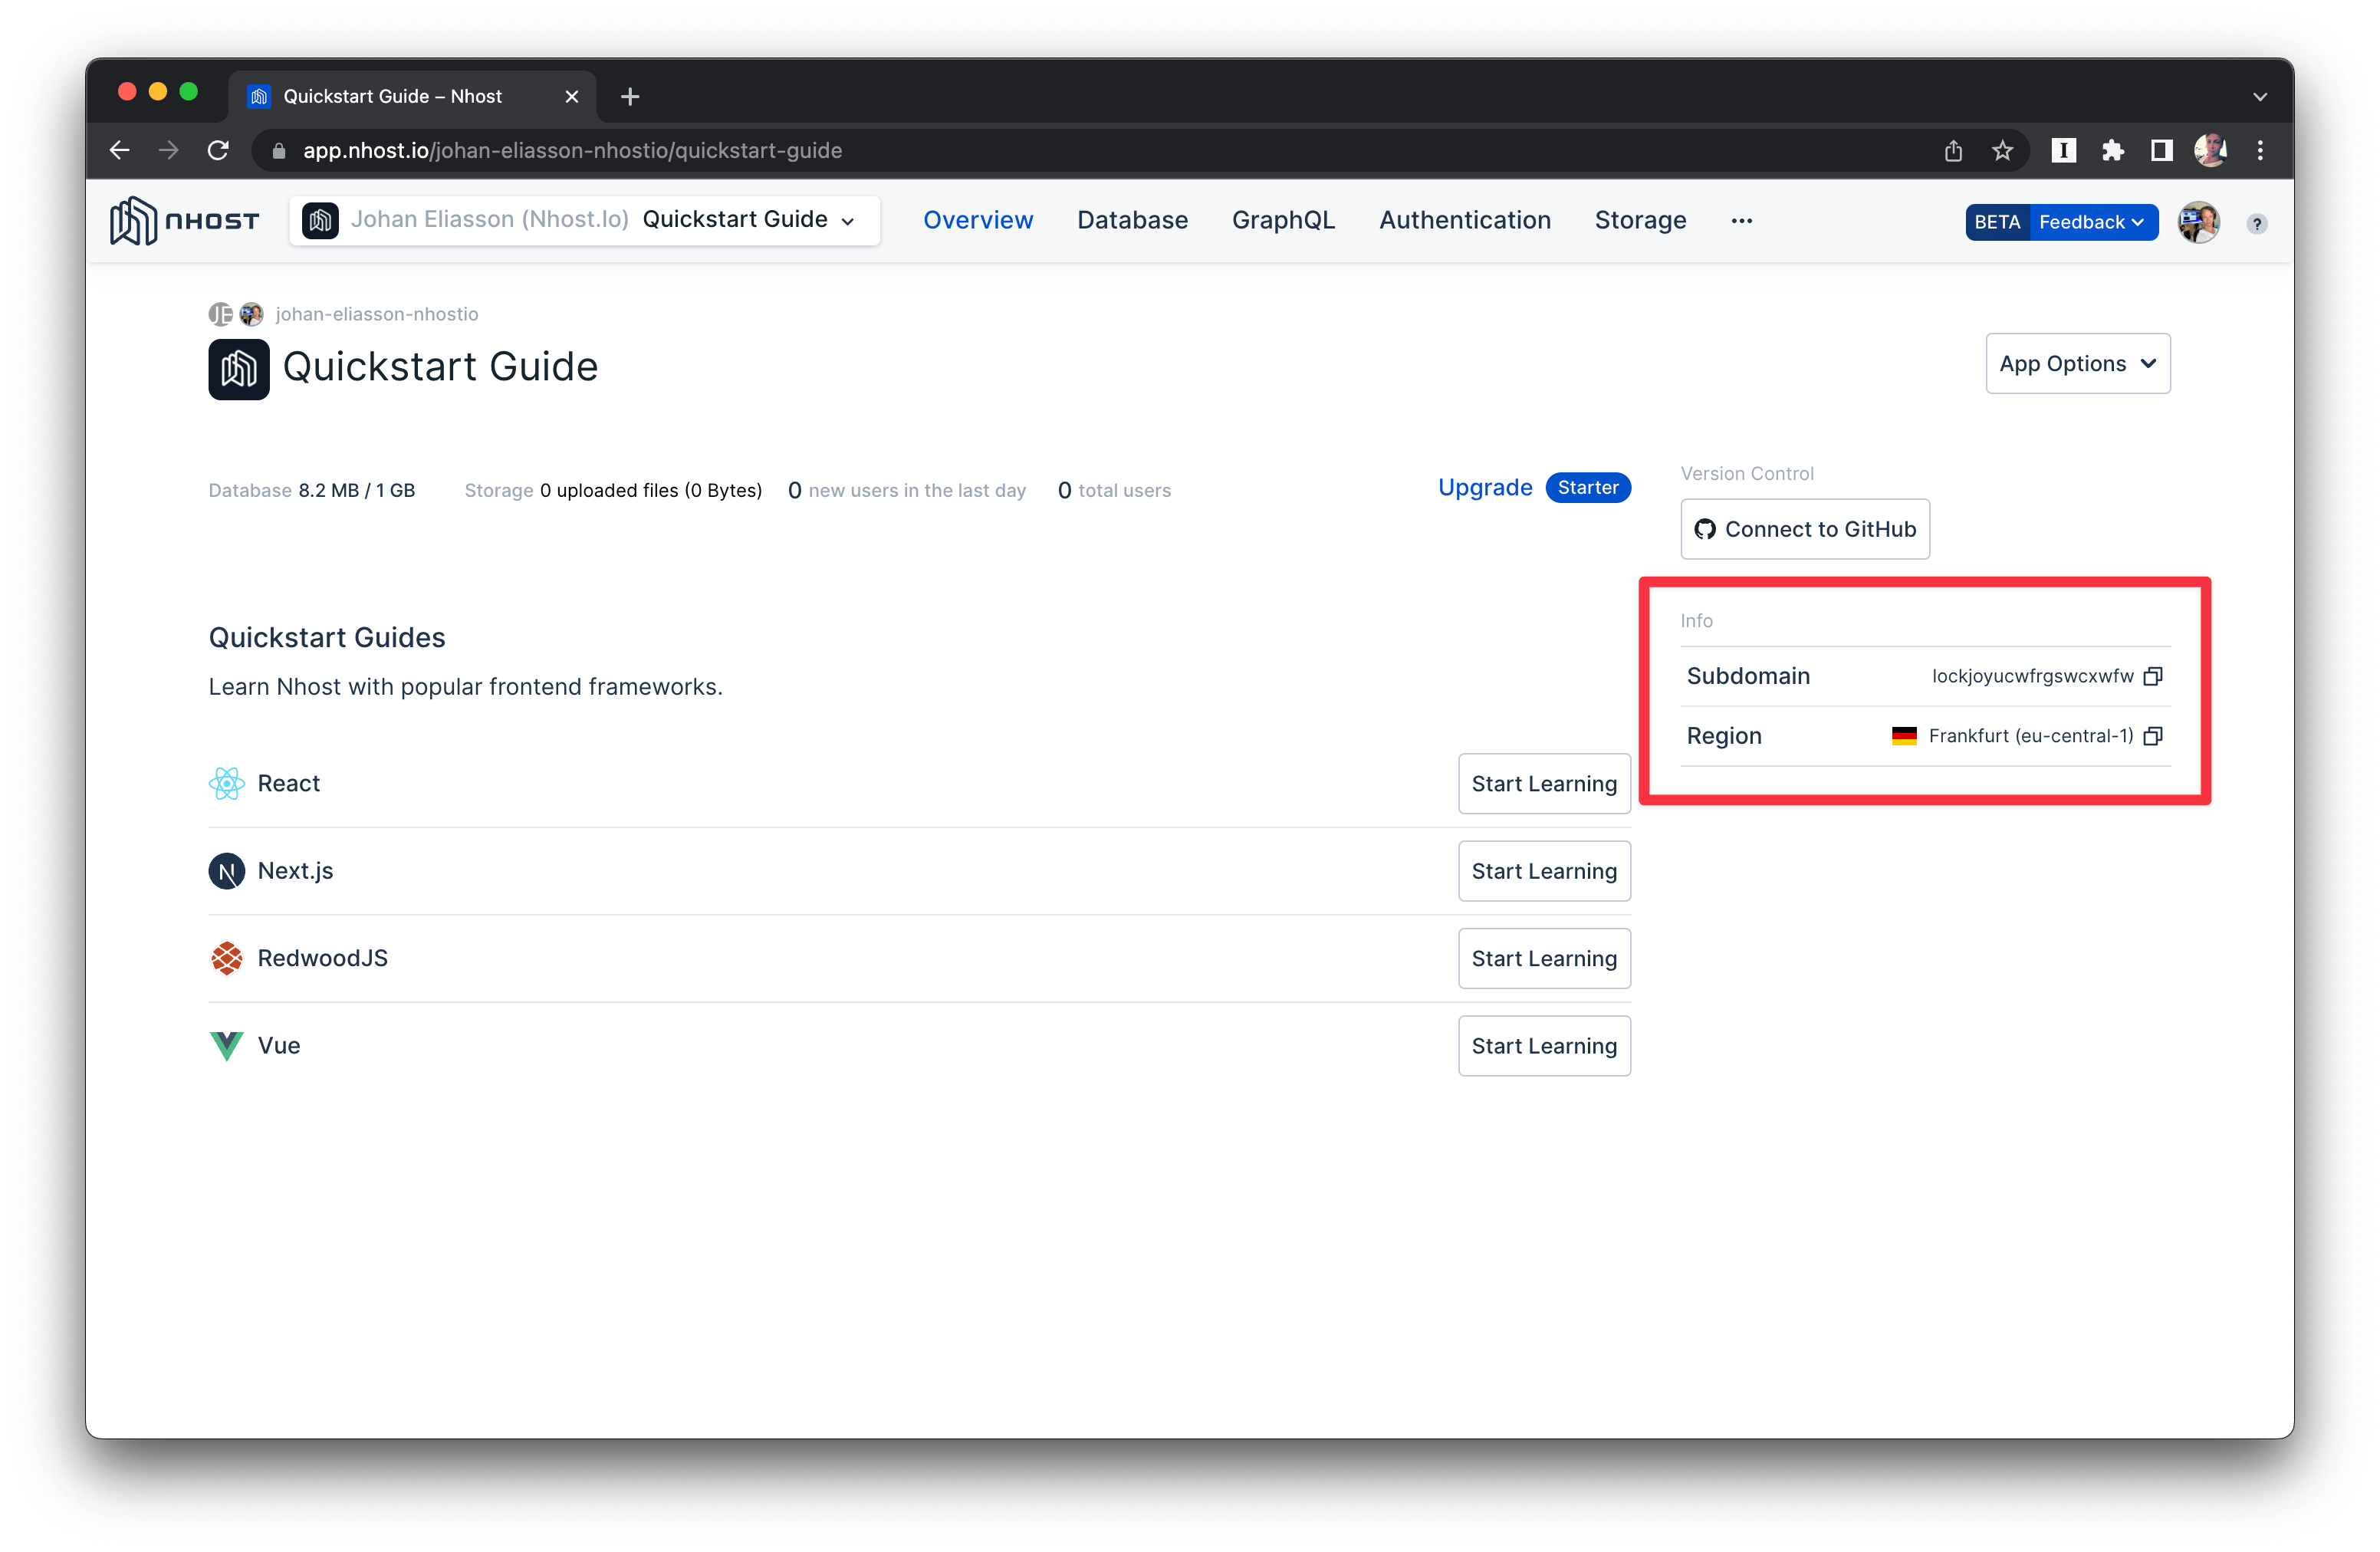 Quickstart Guide – Nhost
app.nhost.io/johan-eliasson-nhostio/quickstart-guide
nHOST
Johan Eliasson (Nhost.Io) Quickstart Guide
Overview Database GraphQL Authentication Storage ...
BETA Feedback
?
JE johan-eliasson-nhostio
Quickstart Guide
App Options
Database 8.2 MB / 1 GB Storage 0 uploaded files (0 Bytes) 0 new users in the last day 0 total users
Upgrade Starter
Version Control
Connect to GitHub
Info
Subdomain lockjoyucwfrgswcxwfw
Region Frankfurt (eu-central-1)
Quickstart Guides
Learn Nhost with popular frontend frameworks.
React Start Learning
Next.js Start Learning
RedwoodJS Start Learning
Vue Start Learning